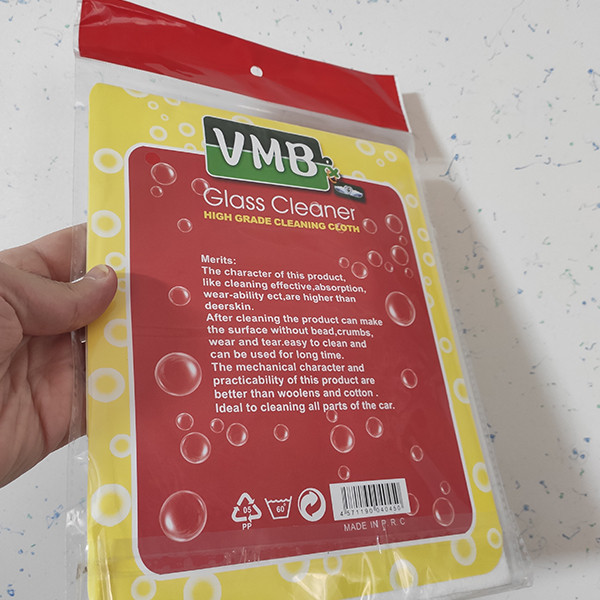 VMB
Glass Cleaner
HIGH GRADE CLEANING CLOTH
Merits:
The character of this product,
like cleaning effective,absorption,
wear-ability ect,are higher than
deerskin.
After cleaning the product can make
the surface without bead,crumbs,
wear and tear.easy to clean and
can be used for long time.
The mechanical character and
practicability of this product are
better than woolens and cotton .
Ideal to cleaning all parts of the car.
05
PP
60°
4 571190 040460
MADE IN P. R. C